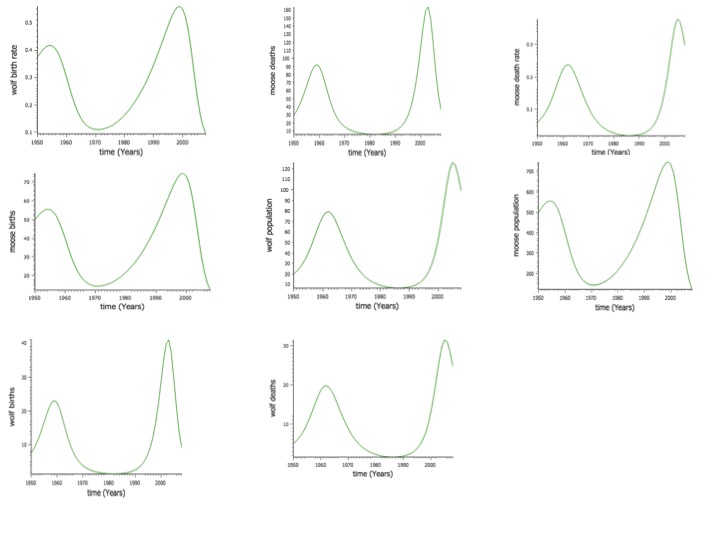 wolf birth rate
0.5
0.4
0.3
0.2
0.1
1950 1960 1970 1980 1990 2000
time (Years)
moose deaths
160
150
140
130
120
110
100
90
80
70
60
50
40
30
20
10
1950 1960 1970 1980 1990 2000
time (Years)
moose death rate
0.3
0.2
0.1
1950 1960 1970 1980 1990 2000
time (Years)
moose births
70
60
50
40
30
20
1950 1960 1970 1980 1990 2000
time (Years)
wolf population
120
110
100
90
80
70
60
50
40
30
20
10
1950 1960 1970 1980 1990 2000
time (Years)
moose population
700
600
500
400
300
200
1950 1960 1970 1980 1990 2000
time (Years)
wolf births
40
30
20
10
1950 1960 1970 1980 1990 2000
time (Years)
wolf deaths
30
20
10
1950 1960 1970 1980 1990 2000
time (Years)